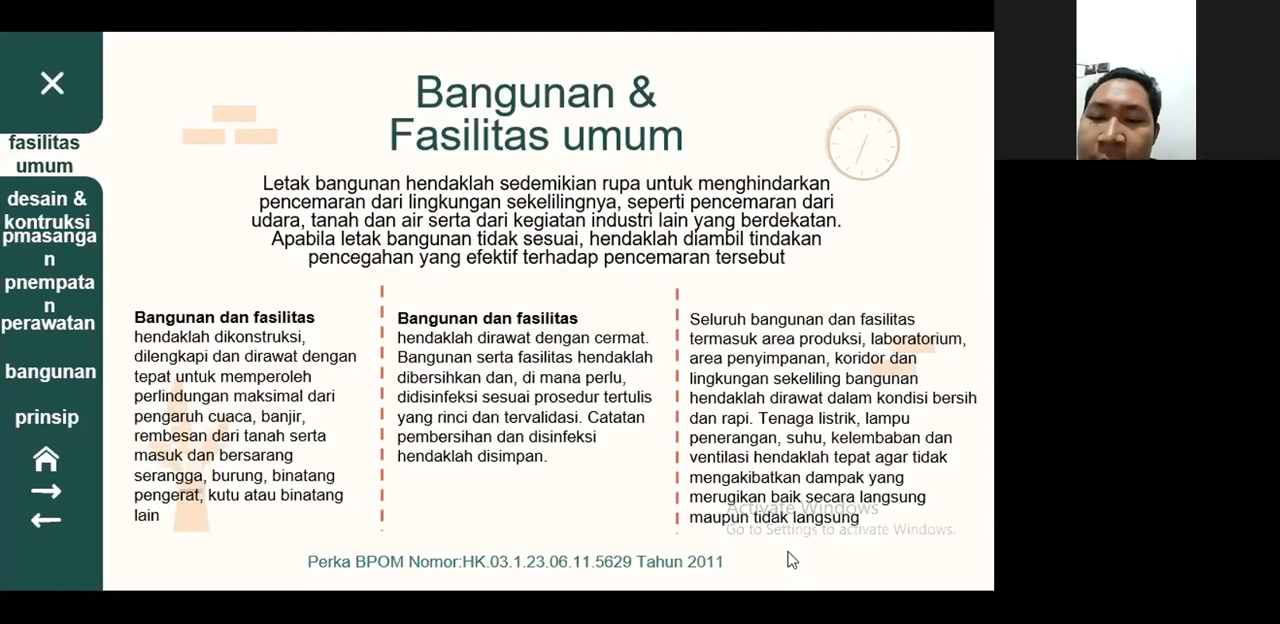 fasilitas
umum
desain &
kontruksi
pmasanga
n
pnempata
n
perawatan
bangunan
prinsip
Bangunan &
Fasilitas umum
Letak bangunan hendaklah sedemikian rupa untuk menghindarkan
pencemaran dari lingkungan sekelilingnya, seperti pencemaran dari
udara, tanah dan air serta dari kegiatan industri lain yang berdekatan.
Apabila letak bangunan tidak sesuai, hendaklah diambil tindakan
pencegahan yang efektif terhadap pencemaran tersebut
Bangunan dan fasilitas
hendaklah dikonstruksi,
dilengkapi dan dirawat dengan
tepat untuk memperoleh
perlindungan maksimal dari
pengaruh cuaca, banjir,
rembesan dari tanah serta
masuk dan bersarang
serangga, burung, binatang
pengerat, kutu atau binatang
lain
Bangunan dan fasilitas
hendaklah dirawat dengan cermat.
Bangunan serta fasilitas hendaklah
dibersihkan dan, di mana perlu,
didisinfeksi sesuai prosedur tertulis
yang rinci dan tervalidasi. Catatan
pembersihan dan disinfeksi
hendaklah disimpan.
Seluruh bangunan dan fasilitas
termasuk area produksi, laboratorium,
area penyimpanan, koridor dan
lingkungan sekeliling bangunan
hendaklah dirawat dalam kondisi bersih
dan rapi. Tenaga listrik, lampu
penerangan, suhu, kelembaban dan
ventilasi hendaklah tepat agar tidak
mengakibatkan dampak yang
merugikan baik secara langsung
maupun tidak langsung
Activate Windows
Go to Settings to activate Windows.
Perka BPOM Nomor:HK.03.1.23.06.11.5629 Tahun 2011